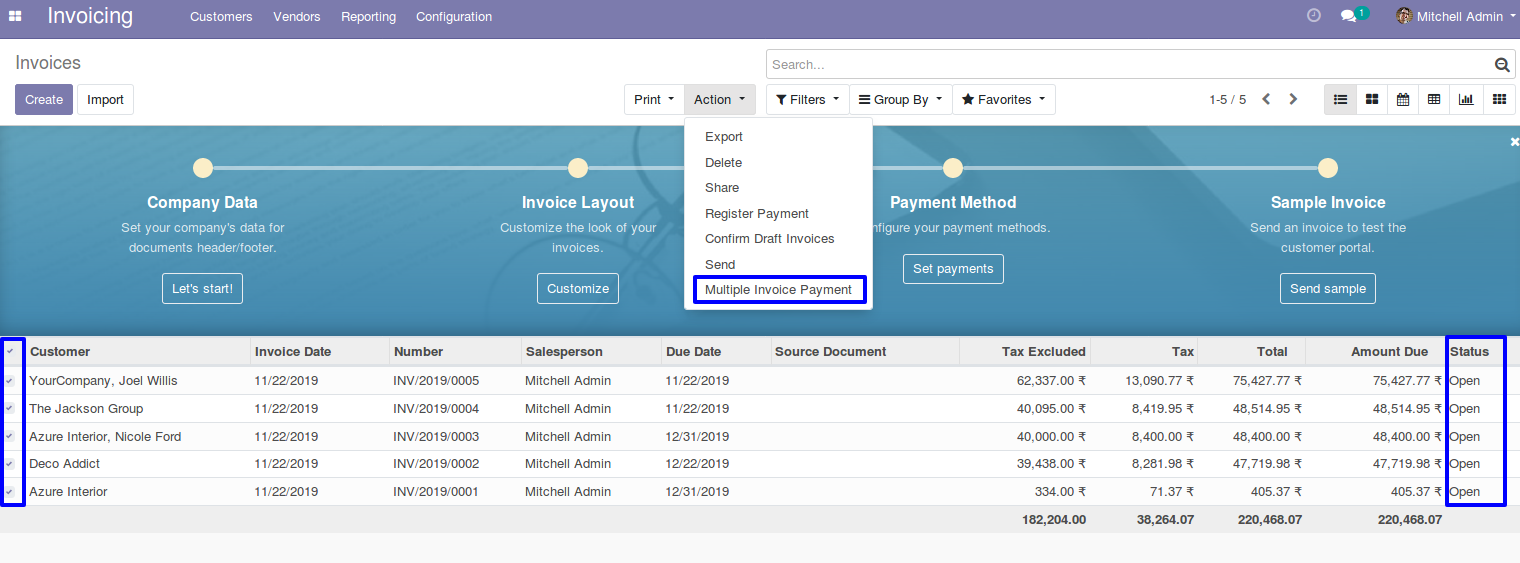 Invoicing Customers Vendors Reporting Configuration 1 Mitchell Admin
Invoices
Search...
Create Import Print Action Filters Group By Favorites 1-5 / 5
Export
Delete
Share
Register Payment
Confirm Draft Invoices
Send
Multiple Invoice Payment
Company Data
Set your company's data for
documents header/footer.
Let's start!
Invoice Layout
Customize the look of your
invoices.
Customize
Payment Method
nfigure your payment methods.
Set payments
Sample Invoice
Send an invoice to test the
customer portal.
Send sample
Customer Invoice Date Number Salesperson Due Date Source Document Tax Excluded Tax Total Amount Due Status
YourCompany, Joel Willis 11/22/2019 INV/2019/0005 Mitchell Admin 11/22/2019 62,337.00 ₹ 13,090.77 ₹ 75,427.77 ₹ 75,427.77 ₹ Open
The Jackson Group 11/22/2019 INV/2019/0004 Mitchell Admin 11/22/2019 40,095.00 ₹ 8,419.95 ₹ 48,514.95 ₹ 48,514.95 ₹ Open
Azure Interior, Nicole Ford 11/22/2019 INV/2019/0003 Mitchell Admin 12/31/2019 40,000.00 ₹ 8,400.00 ₹ 48,400.00 ₹ 48,400.00 ₹ Open
Deco Addict 11/22/2019 INV/2019/0002 Mitchell Admin 12/22/2019 39,438.00 ₹ 8,281.98 ₹ 47,719.98 ₹ 47,719.98 ₹ Open
Azure Interior 11/22/2019 INV/2019/0001 Mitchell Admin 12/31/2019 334.00 ₹ 71.37 ₹ 405.37 ₹ 405.37 ₹ Open
182,204.00 38,264.07 220,468.07 220,468.07